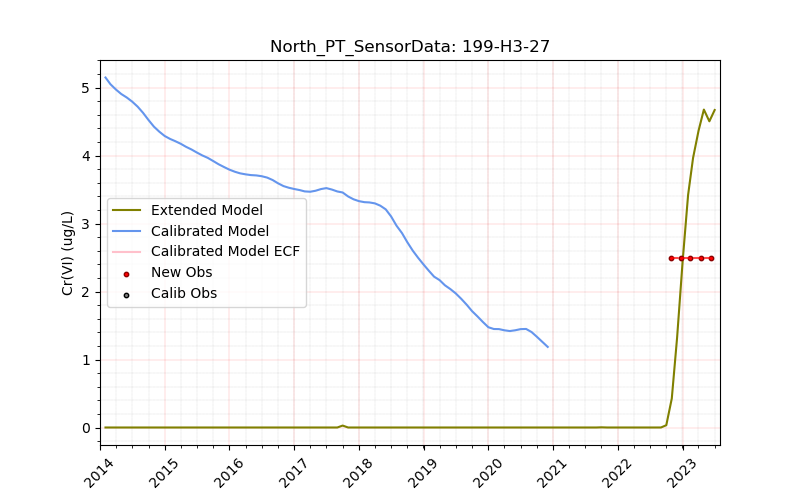 North_PT_SensorData: 199-H3-27
Cr(VI) (ug/L)
5
4
3
2
1
0
Extended Model
Calibrated Model
Calibrated Model ECF
New Obs
Calib Obs
2014 2015 2016 2017 2018 2019 2020 2021 2022 2023